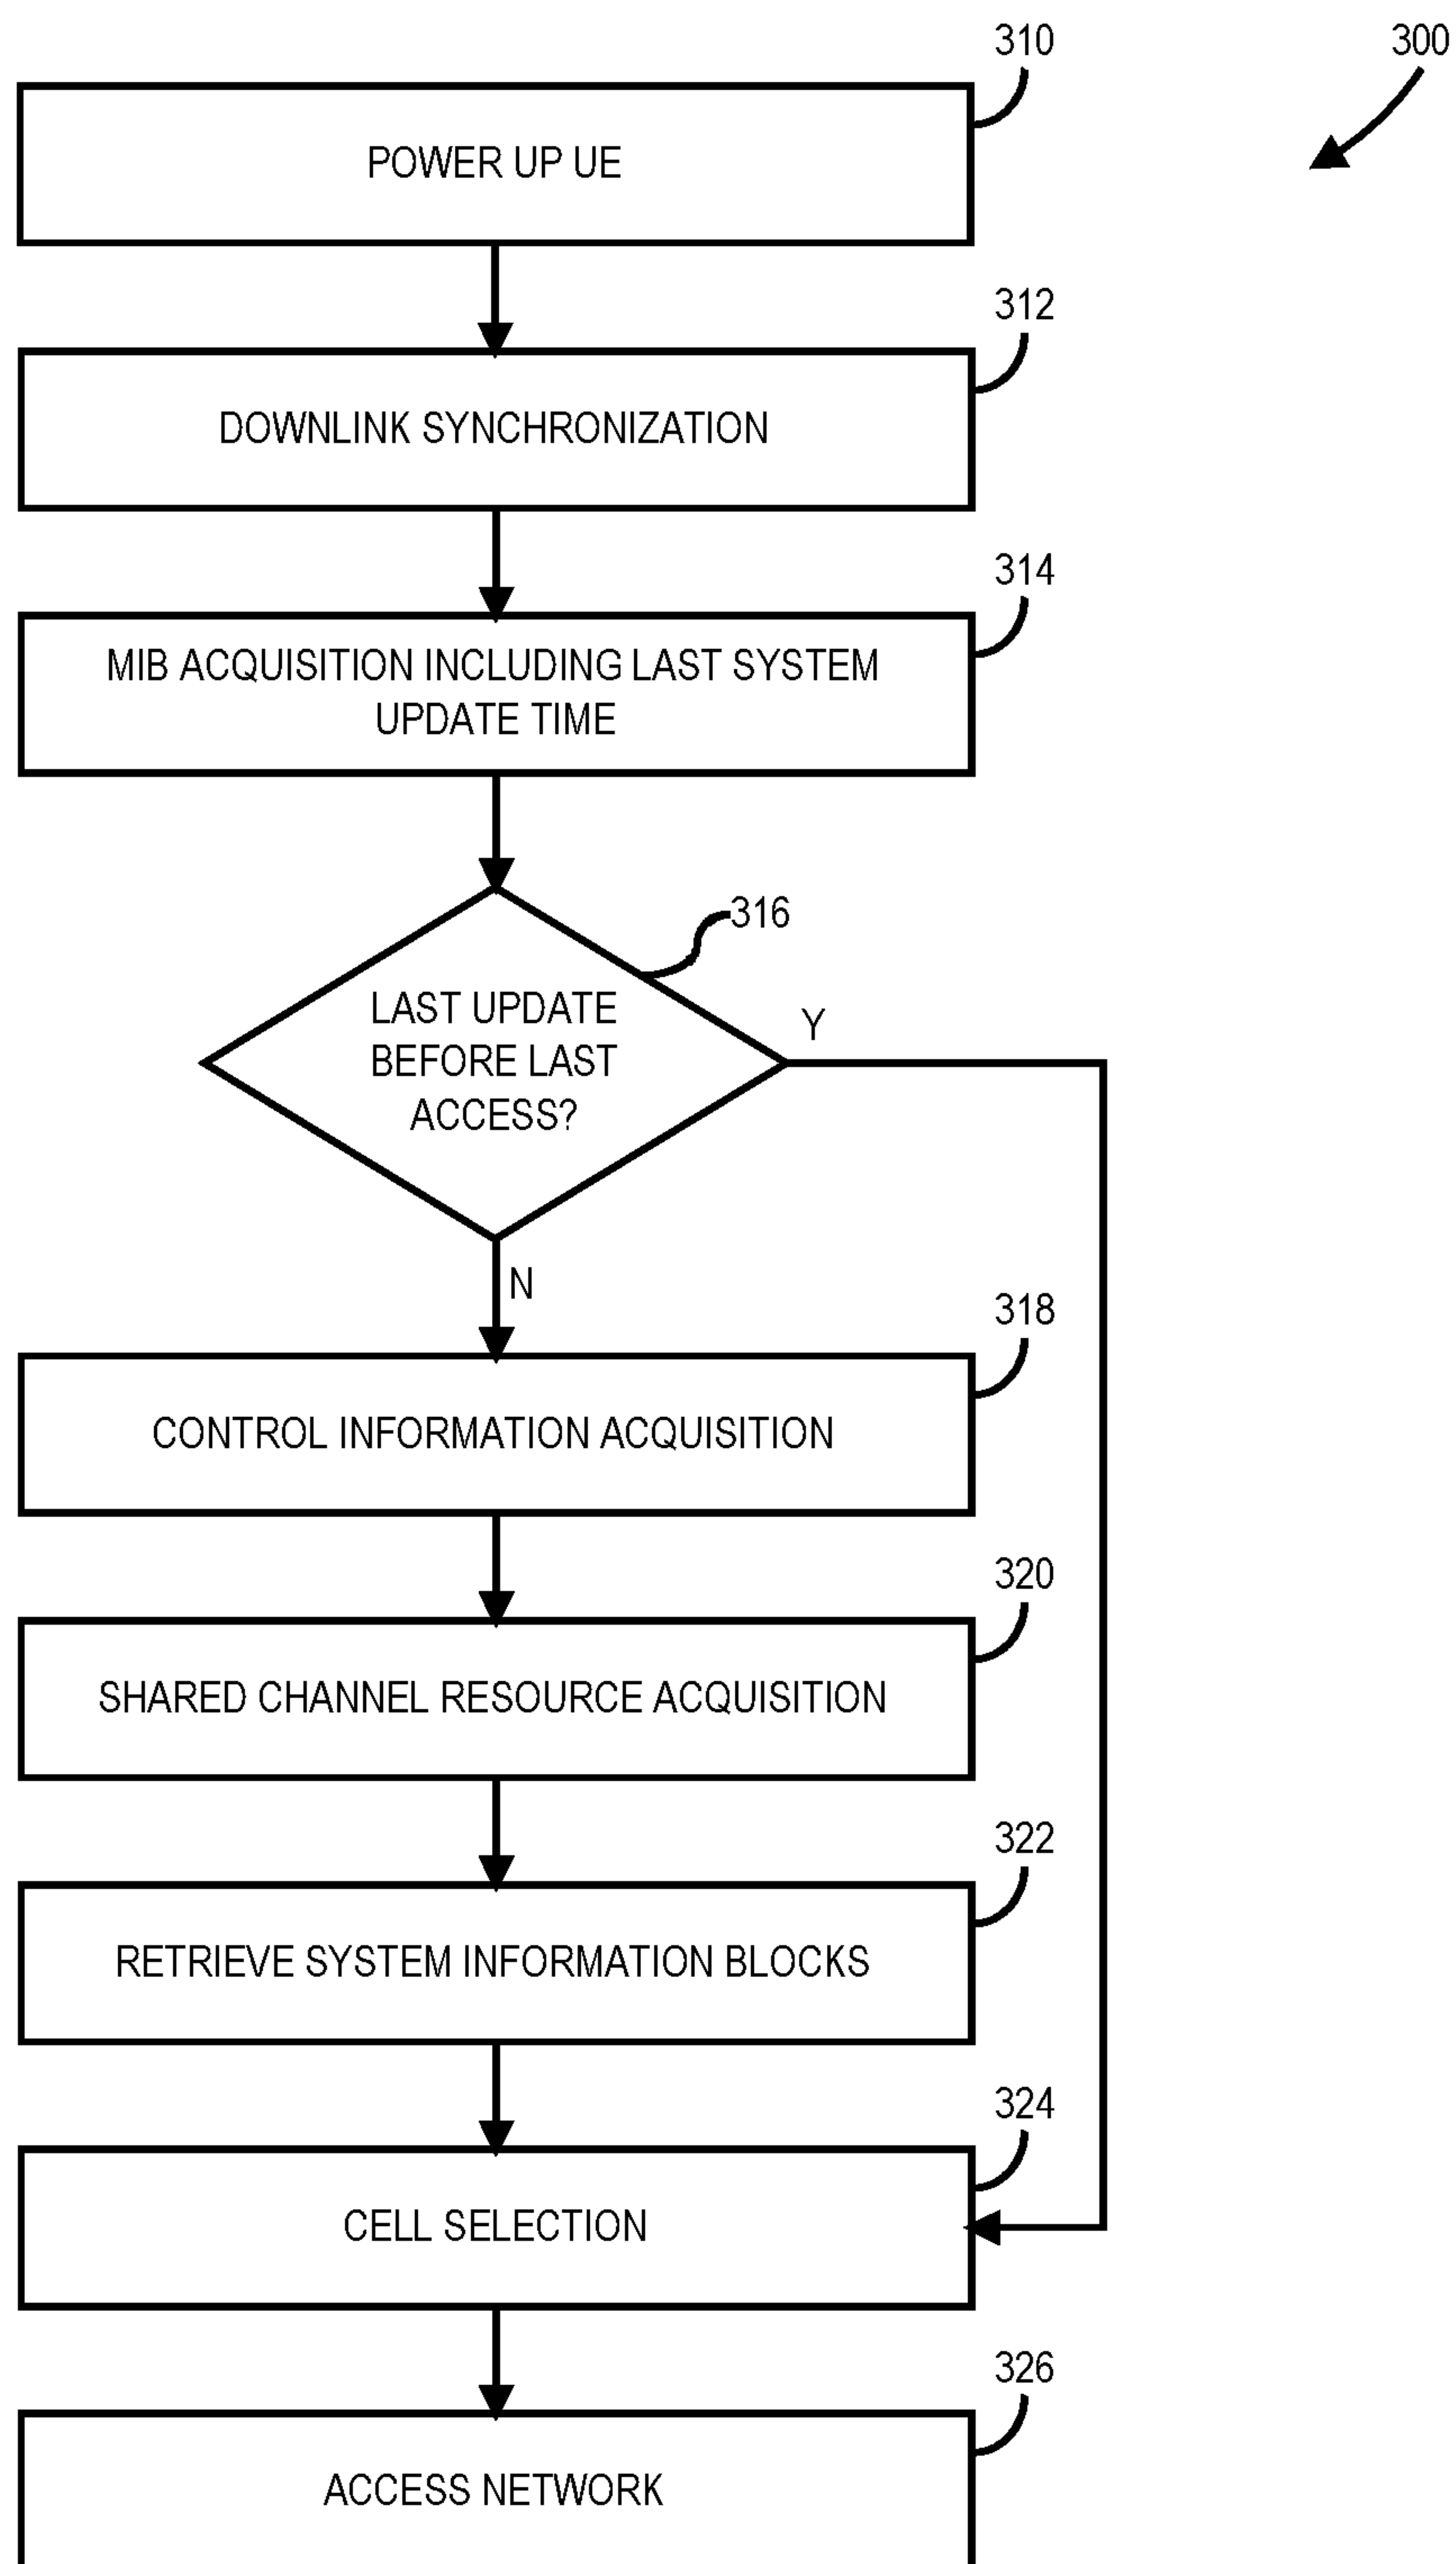 310
300
POWER UP UE
312
DOWNLINK SYNCHRONIZATION
314
MIB ACQUISITION INCLUDING LAST SYSTEM
UPDATE TIME
316
LAST UPDATE
BEFORE LAST
ACCESS?
Y
N
318
CONTROL INFORMATION ACQUISITION
320
SHARED CHANNEL RESOURCE ACQUISITION
322
RETRIEVE SYSTEM INFORMATION BLOCKS
324
CELL SELECTION
326
ACCESS NETWORK